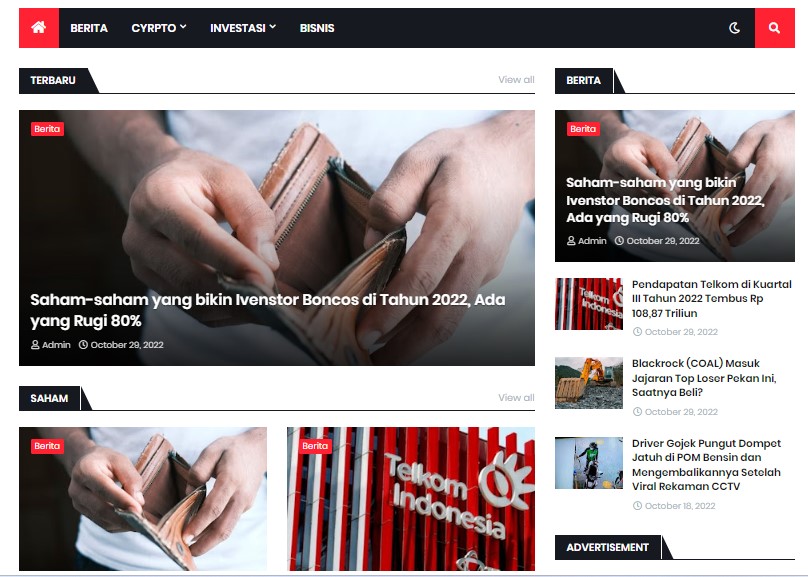 BERITA
CYRPTO
INVESTASI
BISNIS
TERBARU
View all
Berita
Saham-saham yang bikin Ivenstor Boncos di Tahun 2022, Ada
yang Rugi 80%
Admin
October 29, 2022
SAHAM
View all
Berita
Berita
Telkom
Indonesia
BERITA
Berita
Saham-saham yang bikin
Ivenstor Boncos di Tahun 2022,
Ada yang Rugi 80%
Admin
October 29, 2022
Telkom
Indonesia
Pendapatan Telkom di Kuartal
III Tahun 2022 Tembus Rp
108,87 Triliun
October 29, 2022
Blackrock (COAL) Masuk
Jajaran Top Loser Pekan Ini,
Saatnya Beli?
October 29, 2022
Driver Gojek Pungut Dompet
Jatuh di POM Bensin dan
Mengembalikannya Setelah
Viral Rekaman CCTV
October 18, 2022
ADVERTISEMENT